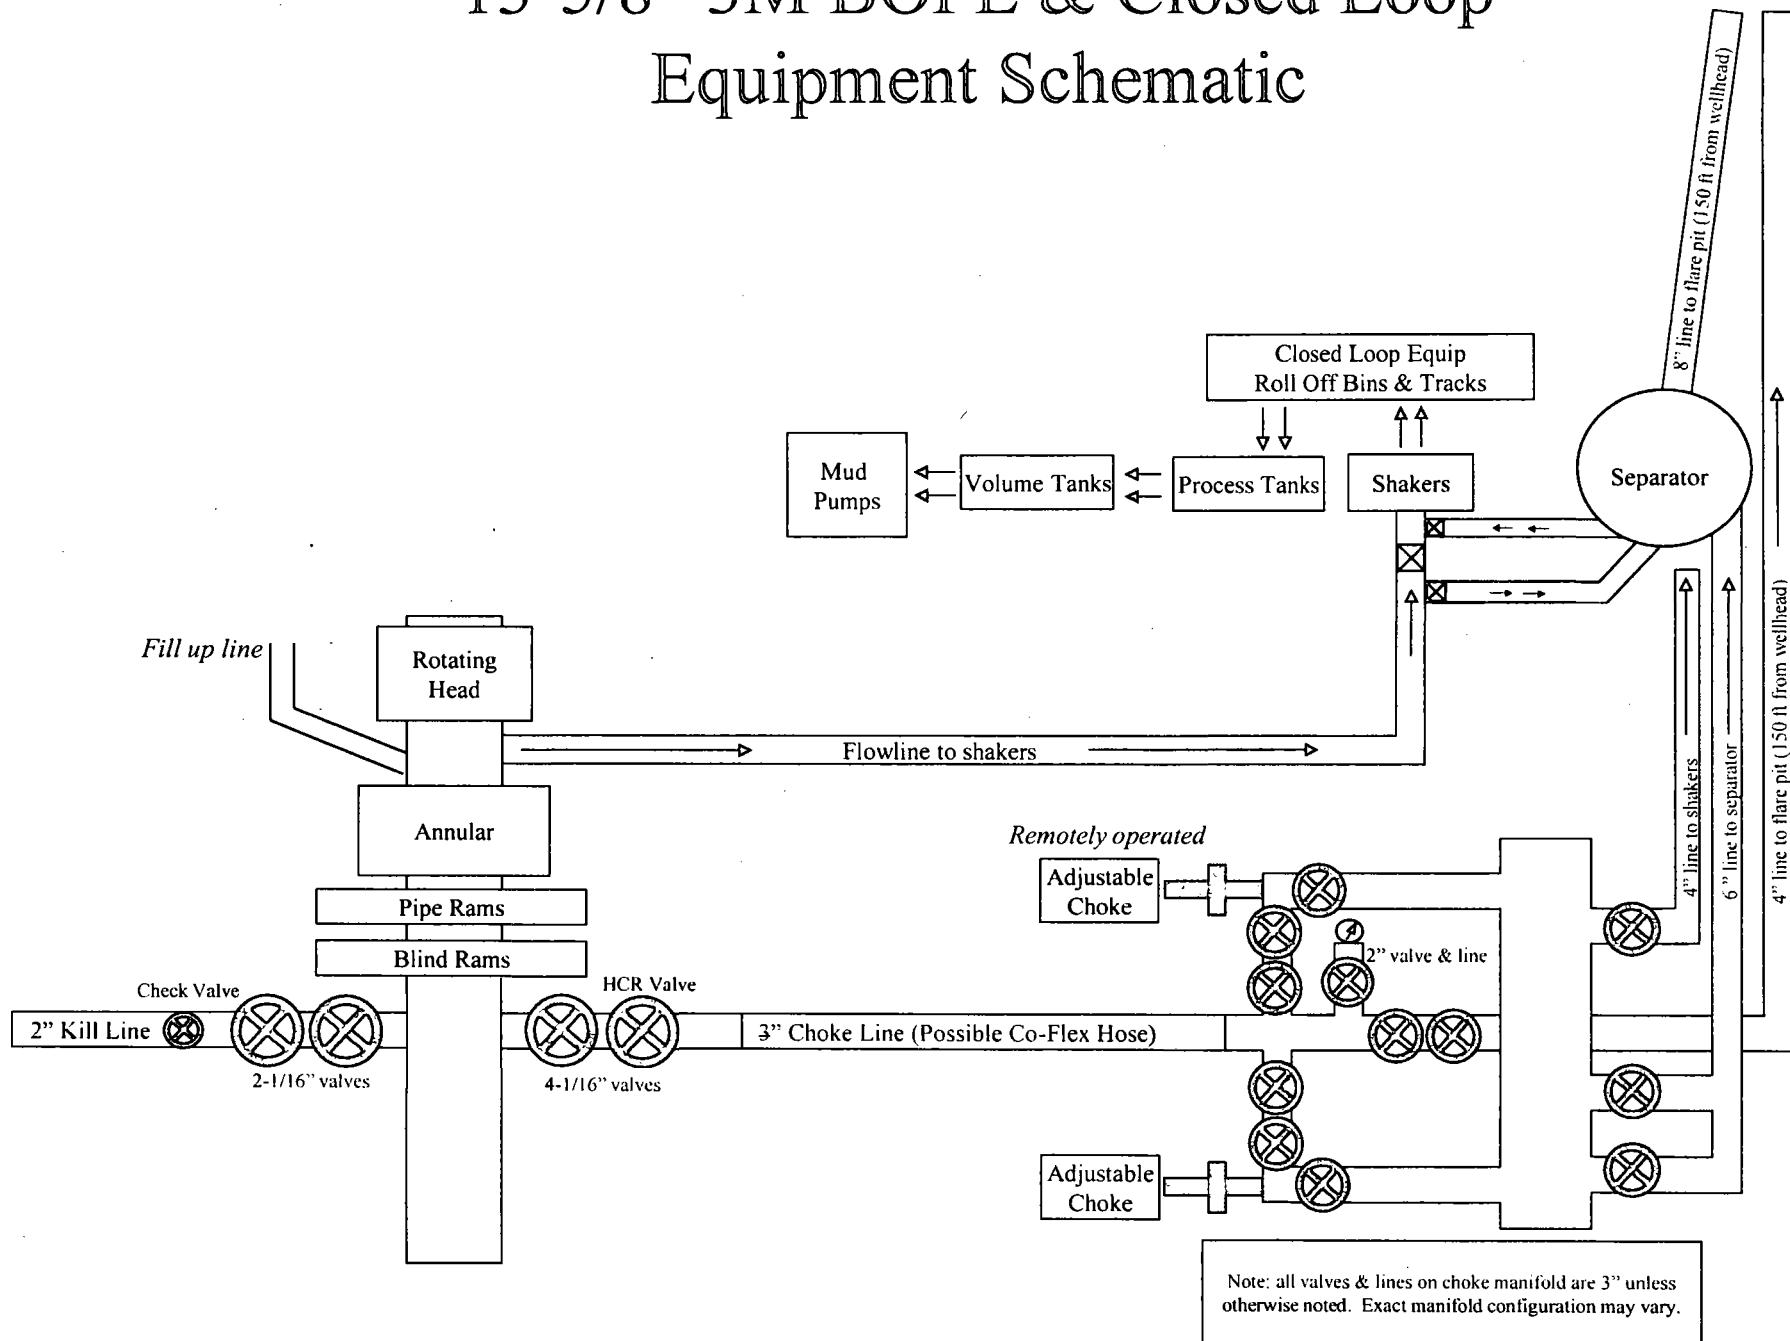 Equipment Schematic
8" line to flare pit (150 ft from wellhead)
Closed Loop Equip
Roll Off Bins & Tracks
Mud
Pumps
Volume Tanks
Process Tanks
Shakers
Separator
Fill up line
Rotating
Head
Flowline to shakers
Annular
Pipe Rams
Blind Rams
Remotely operated
Adjustable
Choke
4" line to shakers
6" line to separator
4" line to flare pit (150 ft from wellhead)
2" valve & line
Check Valve
HCR Valve
2" Kill Line
3" Choke Line (Possible Co-Flex Hose)
2-1/16" valves
4-1/16" valves
Adjustable
Choke
Note: all valves & lines on choke manifold are 3" unless
otherwise noted. Exact manifold configuration may vary.